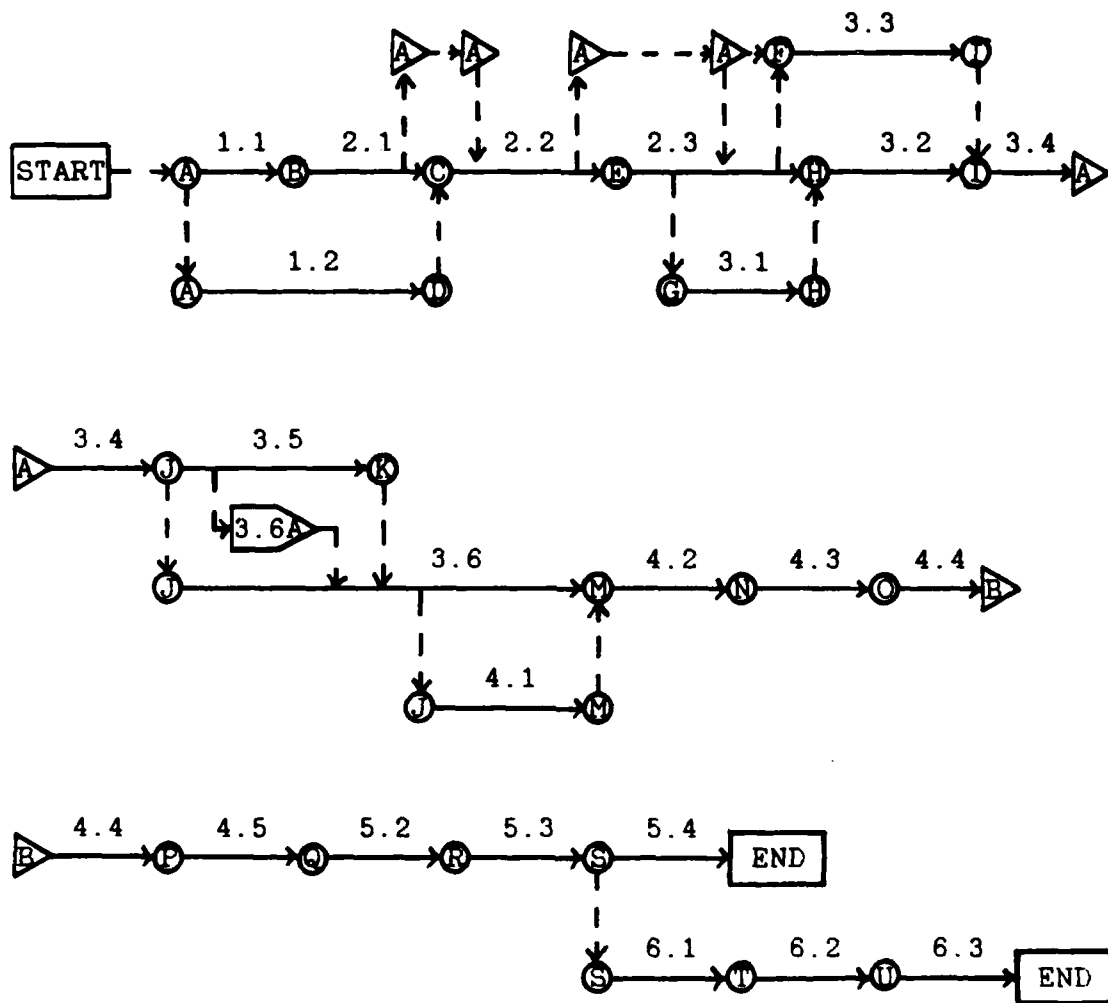 3.3
A A A A F I
1.1 2.1 2.2 2.3 3.2 3.4
START A B C E H I A
1.2 3.1
A D G H
3.4 3.5
A J K
3.6A
3.6 4.2 4.3 4.4
J M N O B
4.1
J M
4.4 4.5 5.2 5.3 5.4
B P Q R S END
6.1 6.2 6.3
S T U END